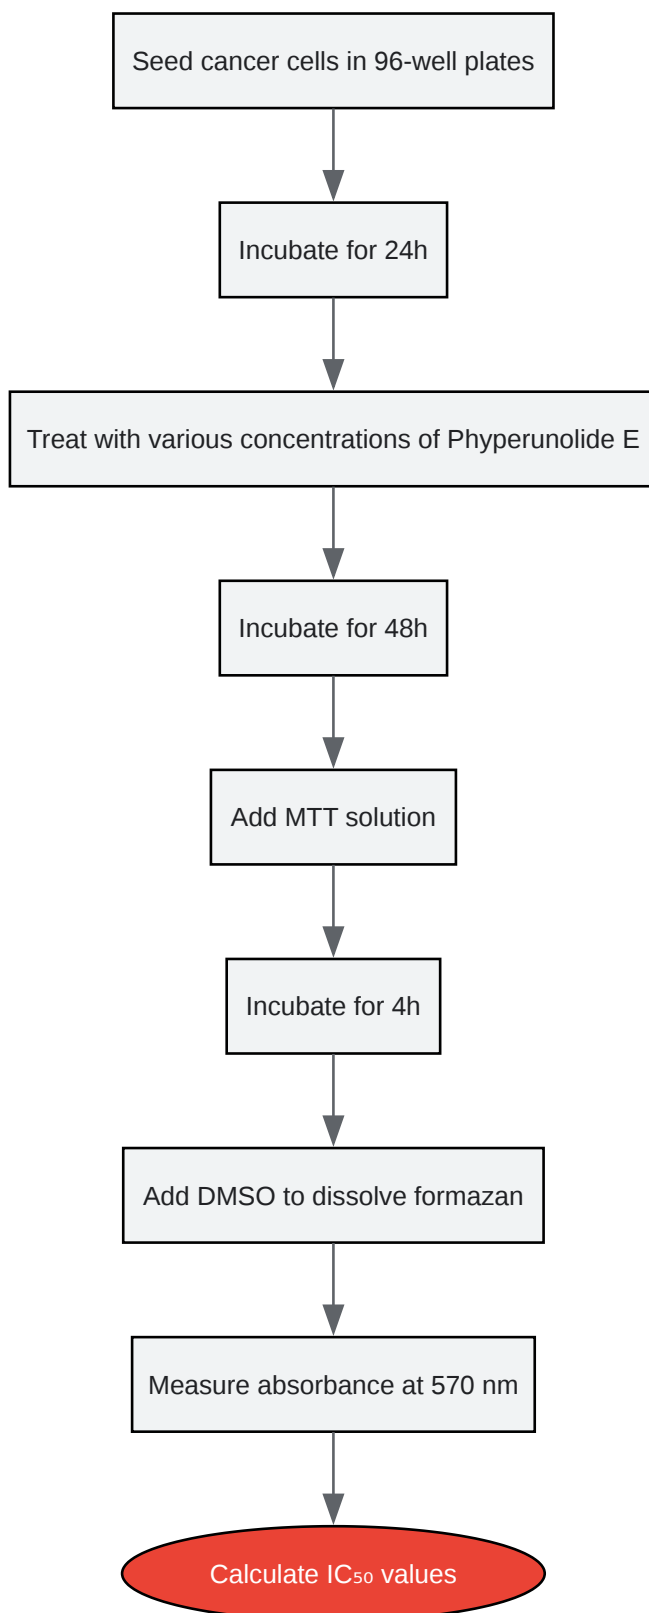 Seed cancer cells in 96-well plates
Incubate for 24h
Treat with various concentrations of Phyperunolide E
Incubate for 48h
Add MTT solution
Incubate for 4h
Add DMSO to dissolve formazan
Measure absorbance at 570 nm
Calculate IC₅₀ values